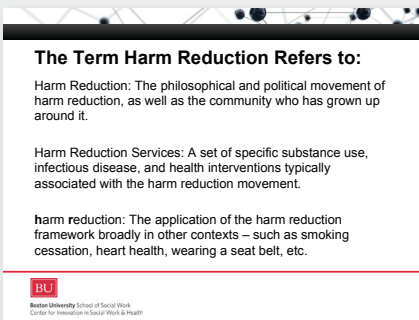 The Term Harm Reduction Refers to:
Harm Reduction: The philosophical and political movement of
harm reduction, as well as the community who has grown up
around it.
Harm Reduction Services: A set of specific substance use,
infectious disease, and health interventions typically
associated with the harm reduction movement.
harm reduction: The application of the harm reduction
framework broadly in other contexts – such as smoking
cessation, heart health, wearing a seat belt, etc.
BU
Boston University School of Social Work
Center for Innovation in Social Work & Health